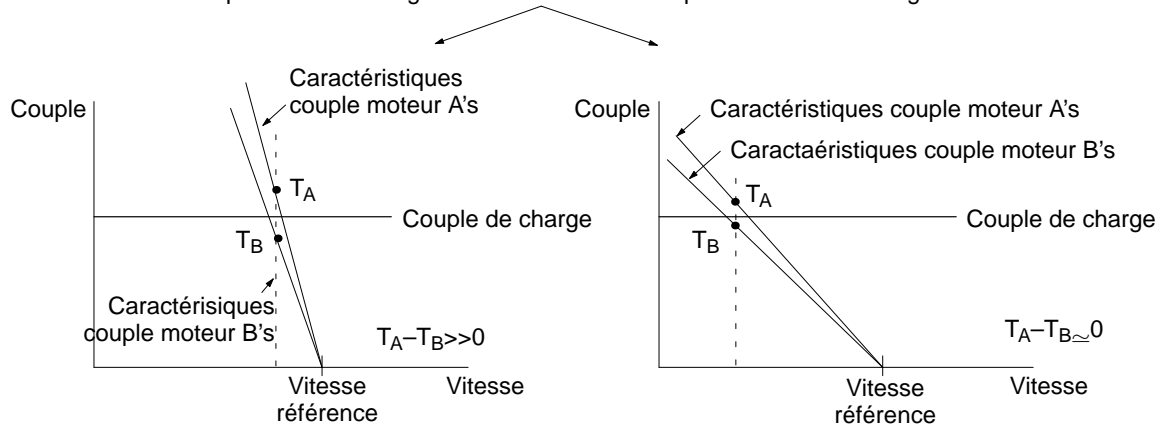 Couple
Caractéristiques
couple moteur A's
T_A
Couple de charge
T_B
Caractérisiques
couple moteur B's
T_A–T_B>>0
Vitesse
référence
Vitesse
Couple
Caractéristiques couple moteur A's
Caractaéristiques couple moteur B's
T_A
Couple de charge
T_B
T_A–T_B≃0
Vitesse
référence
Vitesse